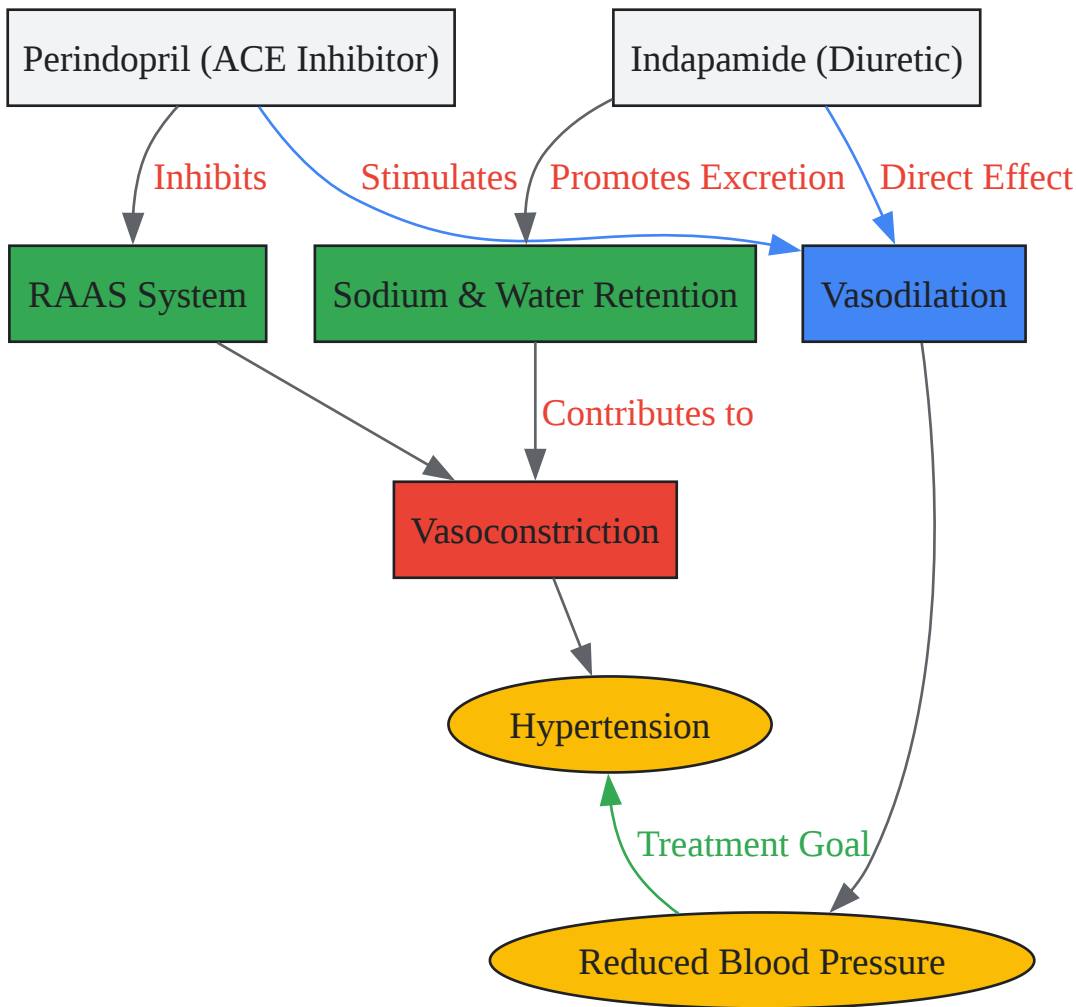 Perindopril (ACE Inhibitor)
Indapamide (Diuretic)
Inhibits
Stimulates
Promotes Excretion
Direct Effect
RAAS System
Sodium & Water Retention
Vasodilation
Contributes to
Vasoconstriction
Hypertension
Treatment Goal
Reduced Blood Pressure